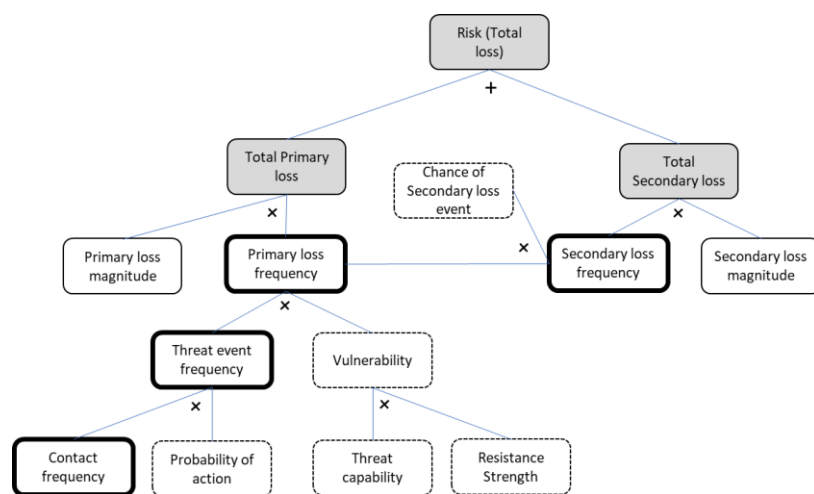 Risk (Total
loss)
+
Total Primary
loss
Chance of
Secondary loss
event
Total
Secondary loss
×
×
×
Primary loss
magnitude
Primary loss
frequency
Secondary loss
frequency
Secondary loss
magnitude
×
Threat event
frequency
Vulnerability
×
×
Contact
frequency
Probability of
action
Threat
capability
Resistance
Strength